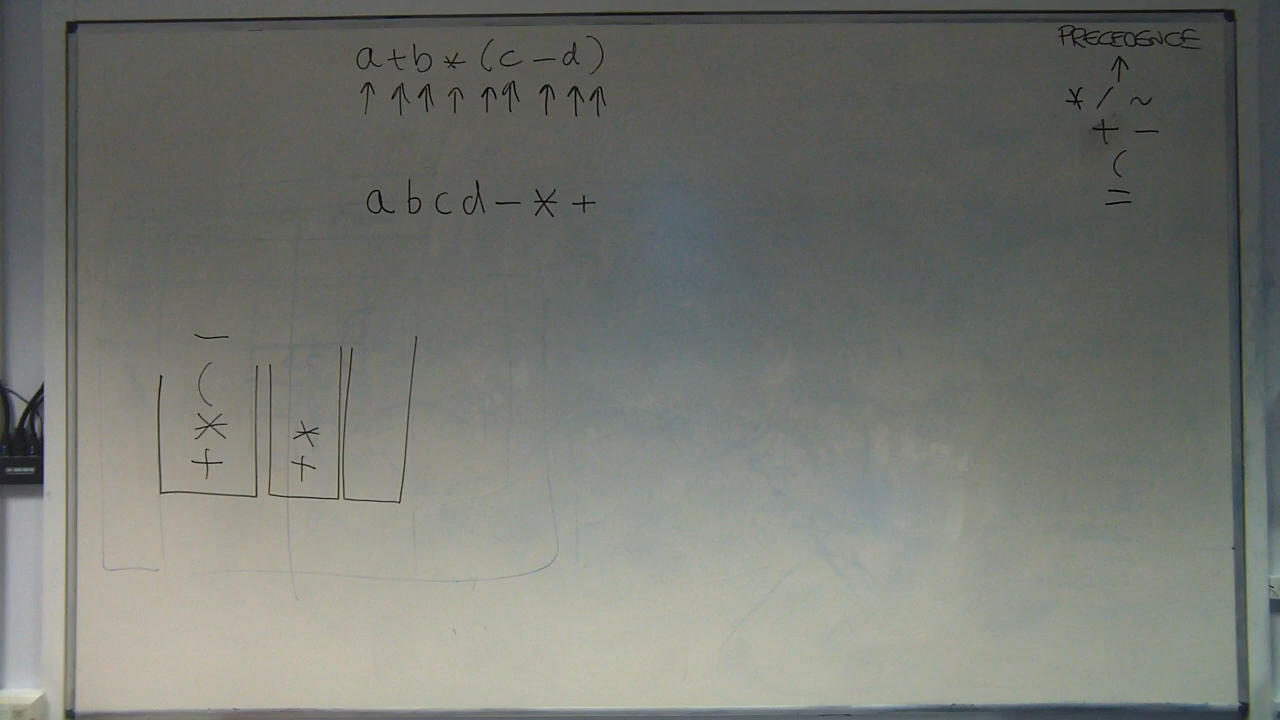 a+b*(c-d)
↑↑↑↑↑↑↑↑↑
abcd-*+
PRECEDENCE
↑
* / ~
+ -
(
=
-
(
*
+
*
+